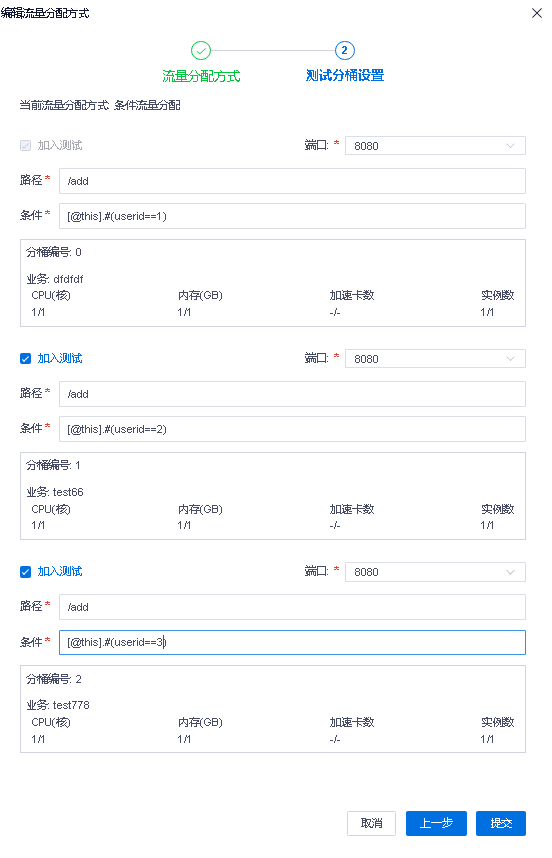 编辑流量分配方式
2
流量分配方式 测试分桶设置
当前流量分配方式: 条件流量分配
加入测试 端口: * 8080
路径* /add
条件* [@this].#(userid==1)
分桶编号: 0
业务: dfdfdf
CPU(核) 内存(GB) 加速卡数 实例数
1/1 1/1 -/- 1/1
加入测试 端口: * 8080
路径* /add
条件* [@this].#(userid==2)
分桶编号: 1
业务: test66
CPU(核) 内存(GB) 加速卡数 实例数
1/1 1/1 -/- 1/1
加入测试 端口: * 8080
路径* /add
条件* [@this].#(userid==3)
分桶编号: 2
业务: test778
CPU(核) 内存(GB) 加速卡数 实例数
1/1 1/1 -/- 1/1
取消 上一步 提交